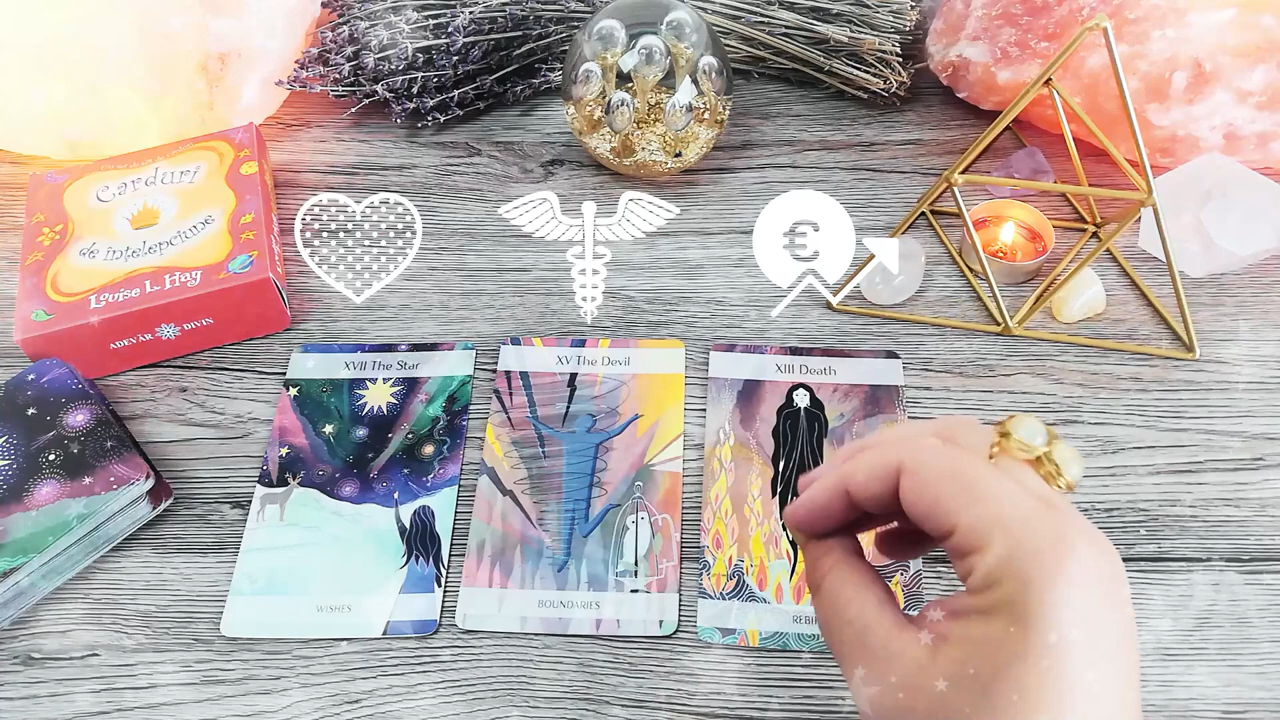 Carduri
de înțelepciune
Louise L. Hay
ADEVĂR DIVIN
€
XVII The Star
WISHES
XV The Devil
BOUNDARIES
XIII Death